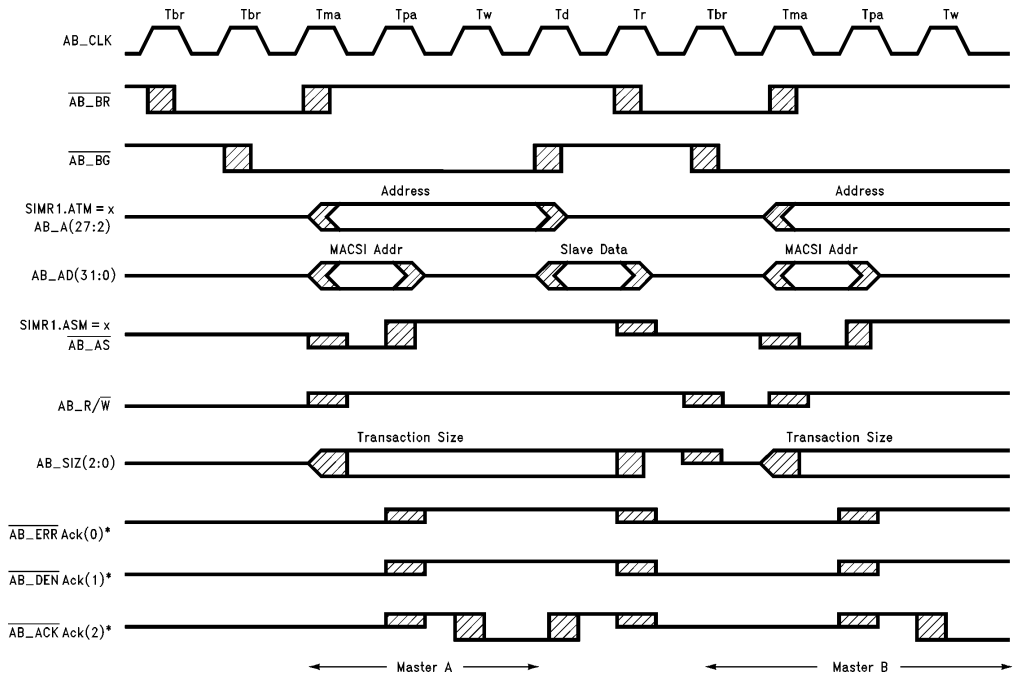 Tbr Tbr Tma Tpa Tw Td Tr Tbr Tma Tpa Tw
AB_CLK
AB_BR
AB_BG
Address Address
SIMR1.ATM = x
AB_A(27:2)
MACSI Addr Slave Data MACSI Addr
AB_AD(31:0)
SIMR1.ASM = x
AB_AS
AB_R/W
Transaction Size Transaction Size
AB_SIZ(2:0)
AB_ERR Ack(0)*
AB_DEN Ack(1)*
AB_ACK Ack(2)*
Master A Master B